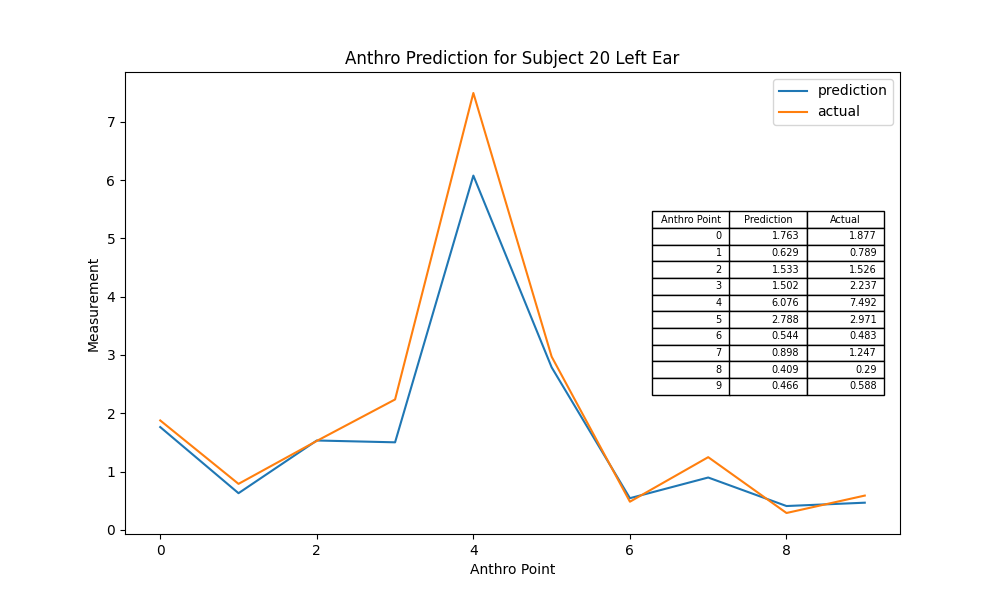 Anthro Prediction for Subject 20 Left Ear
prediction
actual
7
6
5
4
3
2
1
0
Measurement
Anthro Point Prediction Actual
0 1.763 1.877
1 0.629 0.789
2 1.533 1.526
3 1.502 2.237
4 6.076 7.492
5 2.788 2.971
6 0.544 0.483
7 0.898 1.247
8 0.409 0.29
9 0.466 0.588
0 2 4 6 8
Anthro Point